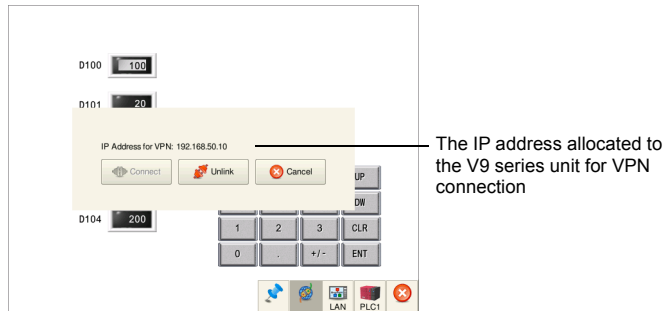 D100 100
D101 20
IP Address for VPN: 192.168.50.10
Connect Unlink Cancel
UP
DW
D104 200
1 2 3 CLR
0 . +/- ENT
LAN PLC1
The IP address allocated to
the V9 series unit for VPN
connection